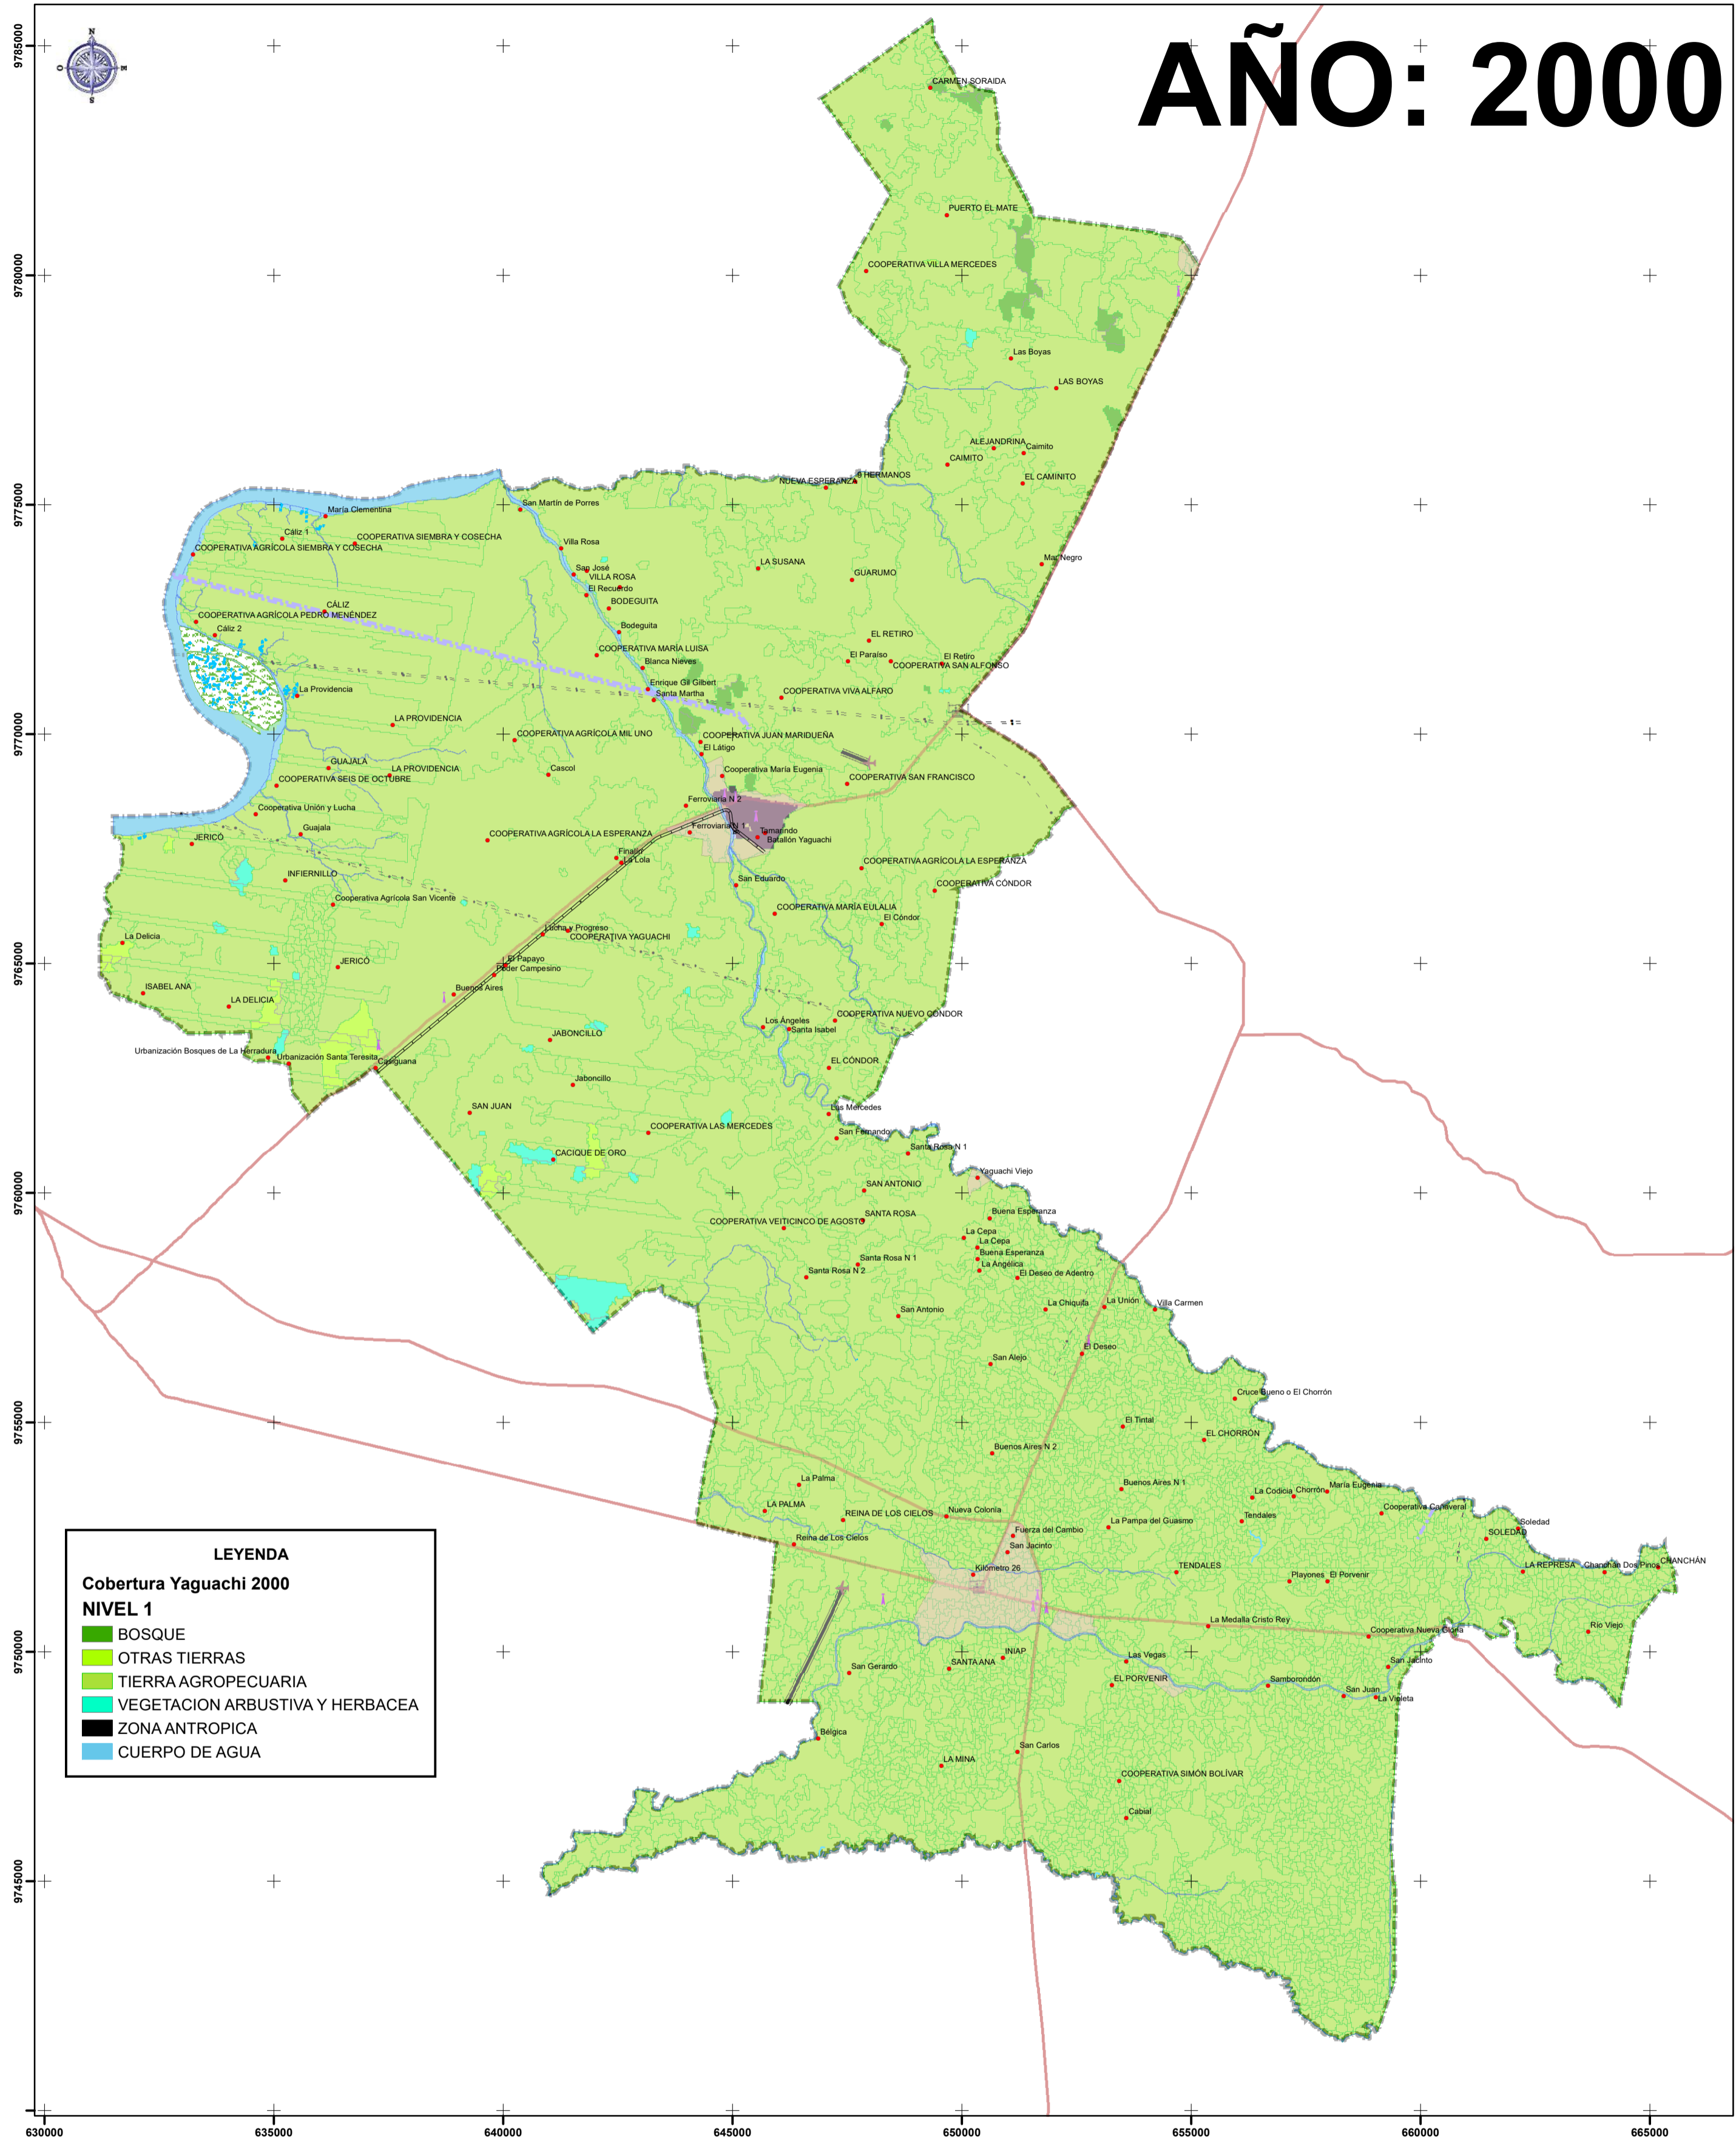 AÑO: 2000
N
O
S
9785000
9780000
9775000
9770000
9765000
9760000
9755000
9750000
9745000
CARMEN SORAIDA
PUERTO EL MATE
COOPERATIVA VILLA MERCEDES
Las Boyas
LAS BOYAS
ALEJANDRINA
Caimito
CAIMITO
EL CAMINITO
HERMANOS
NUEVA ESPERANZA
San Martín de Porres
María Clementina
Cáliz 1
COOPERATIVA SIEMBRA Y COSECHA
COOPERATIVA AGRÍCOLA SIEMBRA Y COSECHA
Villa Rosa
LA SUSANA
Mar Negro
San José
VILLA ROSA
GUARUMO
El Recuerdo
BODEGUITA
CÁLIZ
COOPERATIVA AGRÍCOLA PEDRO MENÉNDEZ
Cáliz 2
Bodeguita
EL RETIRO
COOPERATIVA MARÍA LUISA
El Paraíso
El Retiro
COOPERATIVA SAN ALFONSO
Blanca Nieves
Enrique Gil Gilbert
La Providencia
Santa Martha
COOPERATIVA VIVA ALFARO
LA PROVIDENCIA
COOPERATIVA AGRÍCOLA MIL UNO
COOPERATIVA JUAN MARIDUEÑA
El Látigo
GUAJALA
LA PROVIDENCIA
Cascol
Cooperativa María Eugenia
COOPERATIVA SEIS DE OCTUBRE
COOPERATIVA SAN FRANCISCO
Ferroviaria N 2
Cooperativa Unión y Lucha
Guajala
Ferroviaria N 1
Tamarindo
Batallón Yaguachi
JERICÓ
COOPERATIVA AGRÍCOLA LA ESPERANZA
Finalín
La Lola
COOPERATIVA AGRÍCOLA LA ESPERANZA
INFIERNILLO
San Eduardo
COOPERATIVA CÓNDOR
Cooperativa Agrícola San Vicente
COOPERATIVA MARÍA EULALIA
El Cóndor
Lucha y Progreso
COOPERATIVA YAGUACHI
La Delicia
El Papayo
JERICÓ
Poder Campesino
ISABEL ANA
Buenos Aires
LA DELICIA
Los Ángeles
COOPERATIVA NUEVO CÓNDOR
Santa Isabel
JABONCILLO
Urbanización Bosques de La Herradura
Urbanización Santa Teresita
Casiguana
EL CÓNDOR
Jaboncillo
SAN JUAN
Las Mercedes
COOPERATIVA LAS MERCEDES
San Fernando
Santa Rosa N 1
CACIQUE DE ORO
Yaguachi Viejo
SAN ANTONIO
Buena Esperanza
SANTA ROSA
COOPERATIVA VEITICINCO DE AGOSTO
La Cepa
La Cepa
Buena Esperanza
La Angélica
Santa Rosa N 1
Santa Rosa N 2
El Deseo de Adentro
La Chiquita
La Unión
Villa Carmen
San Antonio
El Deseo
San Alejo
Cruce Bueno o El Chorrón
El Tintal
EL CHORRÓN
Buenos Aires N 2
La Palma
Buenos Aires N 1
La Codicia
Chorrón
María Eugenia
LA PALMA
REINA DE LOS CIELOS
Nueva Colonia
La Pampa del Guasmo
Tendales
Cooperativa Cañaveral
Fuerza del Cambio
Soledad
SOLEDAD
Reina de Los Cielos
San Jacinto
Kilómetro 26
TENDALES
Playones
El Porvenir
LA REPRESA
Chanchán Dos Pinos
CHANCHÁN
La Medalla Cristo Rey
Cooperativa Nueva Gloria
Río Viejo
INIAP
SANTA ANA
San Gerardo
Las Vegas
San Jacinto
EL PORVENIR
Samborondón
San Juan
La Violeta
Bélgica
San Carlos
LA MINA
COOPERATIVA SIMÓN BOLÍVAR
Cabial
LEYENDA
Cobertura Yaguachi 2000
NIVEL 1
BOSQUE
OTRAS TIERRAS
TIERRA AGROPECUARIA
VEGETACION ARBUSTIVA Y HERBACEA
ZONA ANTROPICA
CUERPO DE AGUA
630000
635000
640000
645000
650000
655000
660000
665000